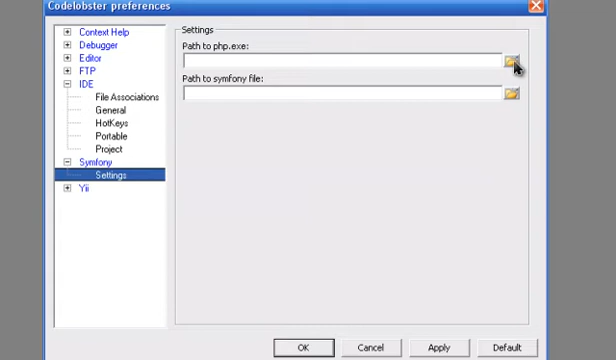 Codelobster preferences
Context Help
Debugger
Editor
FTP
IDE
File Associations
General
HotKeys
Portable
Project
Symfony
Settings
Yii
Settings
Path to php.exe:
Path to symfony file:
OK
Cancel
Apply
Default